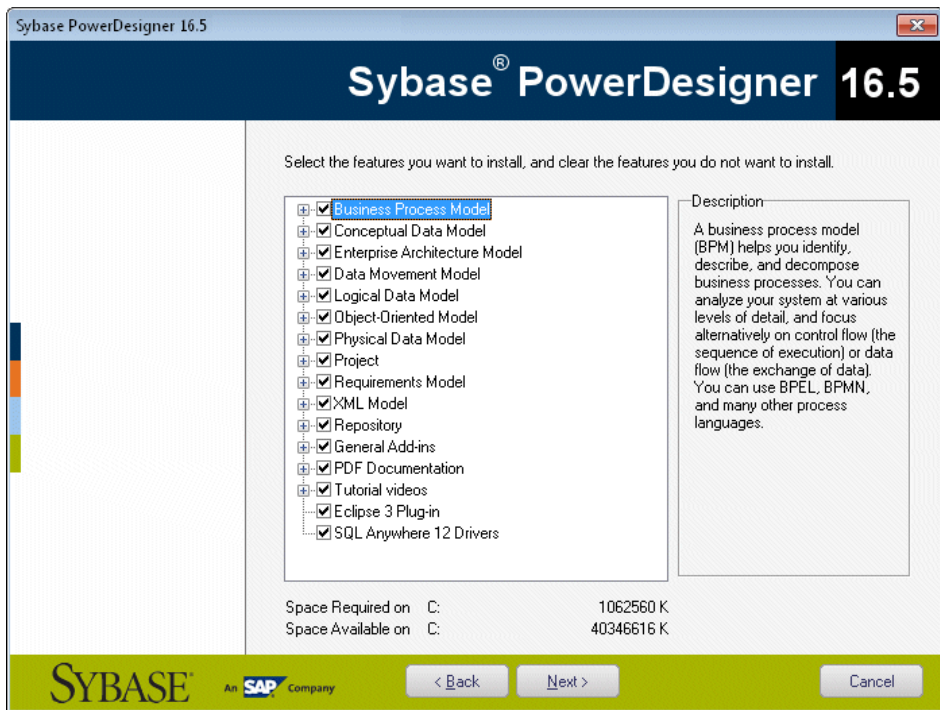 Sybase PowerDesigner 16.5
Sybase® PowerDesigner 16.5
Select the features you want to install, and clear the features you do not want to install.
Business Process Model
Conceptual Data Model
Enterprise Architecture Model
Data Movement Model
Logical Data Model
Object-Oriented Model
Physical Data Model
Project
Requirements Model
XML Model
Repository
General Add-ins
PDF Documentation
Tutorial videos
Eclipse 3 Plug-in
SQL Anywhere 12 Drivers
Description
A business process model
(BPM) helps you identify,
describe, and decompose
business processes. You can
analyze your system at various
levels of detail, and focus
alternatively on control flow (the
sequence of execution) or data
flow (the exchange of data).
You can use BPEL, BPMN,
and many other process
languages.
Space Required on C: 1062560 K
Space Available on C: 40346616 K
SYBASE An SAP Company
< Back
Next >
Cancel